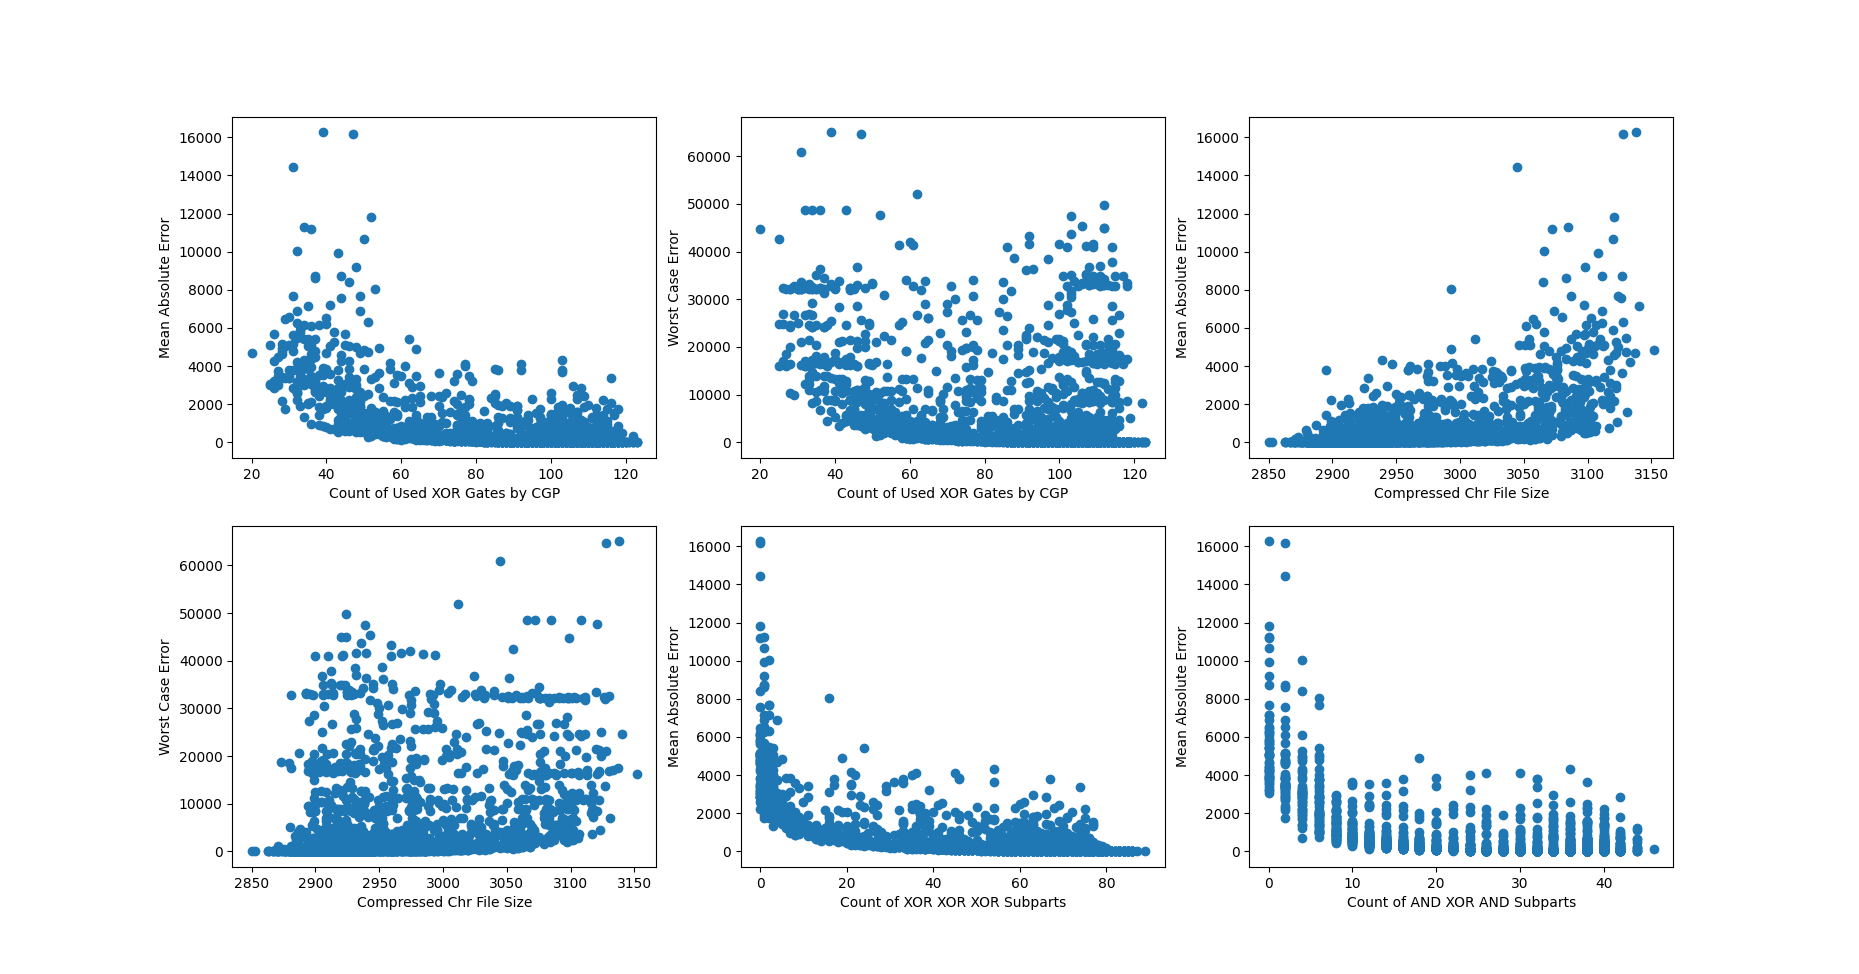 16000
14000
12000
10000
8000
6000
4000
2000
0
Mean Absolute Error
20 40 60 80 100 120
Count of Used XOR Gates by CGP
60000
50000
40000
30000
20000
10000
0
Worst Case Error
20 40 60 80 100 120
Count of Used XOR Gates by CGP
16000
14000
12000
10000
8000
6000
4000
2000
0
Mean Absolute Error
2850 2900 2950 3000 3050 3100 3150
Compressed Chr File Size
60000
50000
40000
30000
20000
10000
0
Worst Case Error
2850 2900 2950 3000 3050 3100 3150
Compressed Chr File Size
16000
14000
12000
10000
8000
6000
4000
2000
0
Mean Absolute Error
0 20 40 60 80
Count of XOR XOR XOR Subparts
16000
14000
12000
10000
8000
6000
4000
2000
0
Mean Absolute Error
0 10 20 30 40
Count of AND XOR AND Subparts